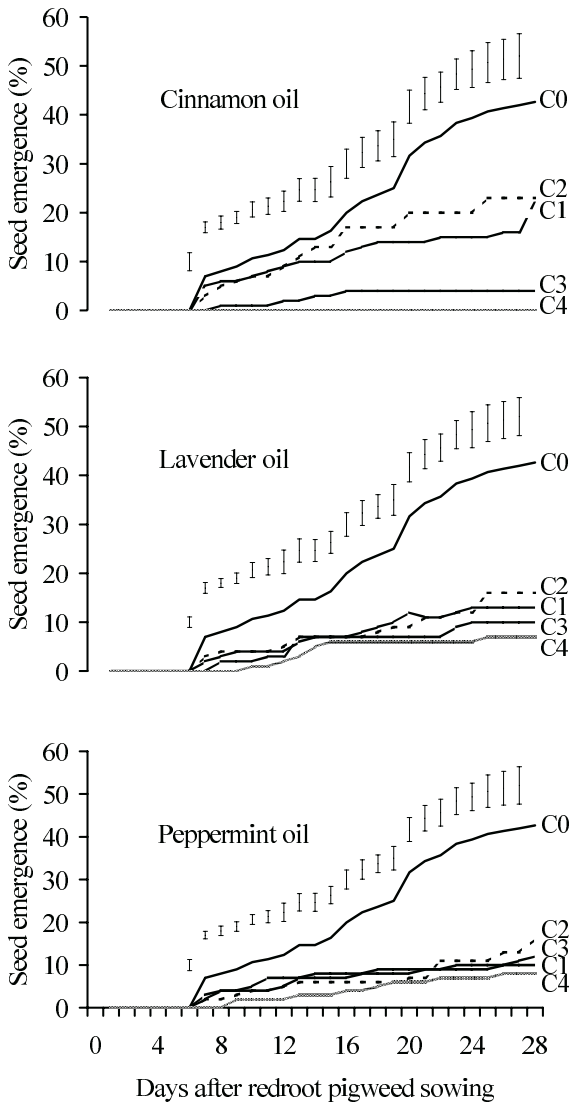 60
50
40
30
20
10
0
Seed emergence (%)
Cinnamon oil
C0
C2
C1
C3
C4
60
50
40
30
20
10
0
Seed emergence (%)
Lavender oil
C0
C2
C1
C3
C4
60
50
40
30
20
10
0
Seed emergence (%)
Peppermint oil
C0
C2
C3
C1
C4
0 4 8 12 16 20 24 28
Days after redroot pigweed sowing